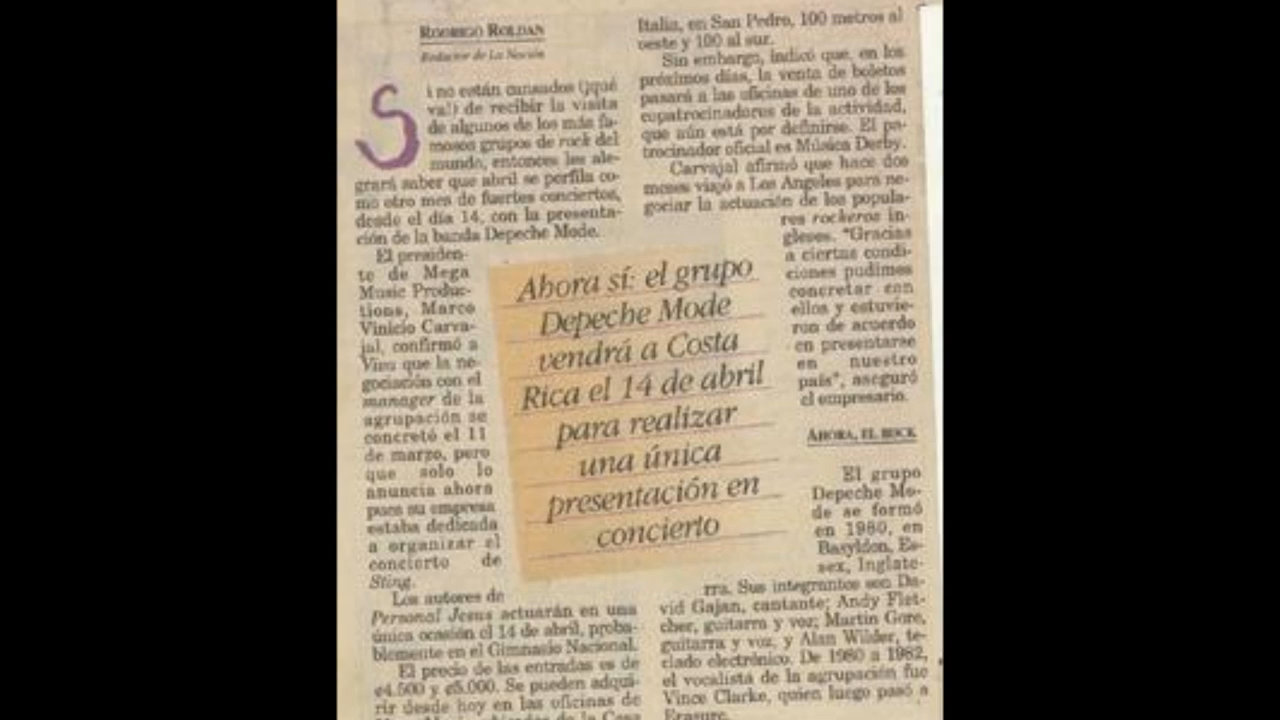 RODRIGO ROLDAN
Redactor de La Nación
Si no están cansados (¡qué
va!) de recibir la visita
de algunos de los más fa-
mosos grupos de rock del
mundo, entonces les ale-
grará saber que abril se perfila co-
mo otro mes de fuertes conciertos,
desde el día 14, con la presenta-
ción de la banda Depeche Mode.
El presiden-
te de Mega
Music Produc-
tions, Marco
Vinicio Carva-
jal, confirmó a
Viva que la ne-
gociación con el
manager de la
agrupación se
concretó el 11
de marzo, pero
que solo lo
anuncia ahora
pues su empresa
estaba dedicada
a organizar el
concierto de
Sting.
Los autores de
Personal Jesus actuarán en una
única ocasión el 14 de abril, proba-
blemente en el Gimnasio Nacional.
El precio de las entradas es de
¢4.500 y ¢5.000. Se pueden adqui-
rir desde hoy en las oficinas de
Ahora sí: el grupo
Depeche Mode
vendrá a Costa
Rica el 14 de abril
para realizar
una única
presentación en
concierto
Italia, en San Pedro, 100 metros al
oeste y 100 al sur.
Sin embargo, indicó que, en los
próximos días, la venta de boletos
pasará a las oficinas de uno de los
copatrocinadores de la actividad,
que aún está por definirse. El pa-
trocinador oficial es Música Derby.
Carvajal afirmó que hace dos
meses viajó a Los Angeles para ne-
gociar la actuación de los popula-
res rockeros in-
gleses. "Gracias
a ciertas condi-
ciones pudimos
concretar con
ellos y estuvie-
ron de acuerdo
en presentarse
en nuestro
país", aseguró
el empresario.
AHORA, EL ROCK
El grupo
Depeche Mo-
de se formó
en 1980, en
Basyldon, Es-
sex, Inglate-
rra. Sus integrantes son Da-
vid Gajan, cantante; Andy Flet-
cher, guitarra y voz; Martin Gore,
guitarra y voz, y Alan Wilder, te-
clado electrónico. De 1980 a 1982,
el vocalista de la agrupación fue
Vince Clarke, quien luego pasó a
Erasure.